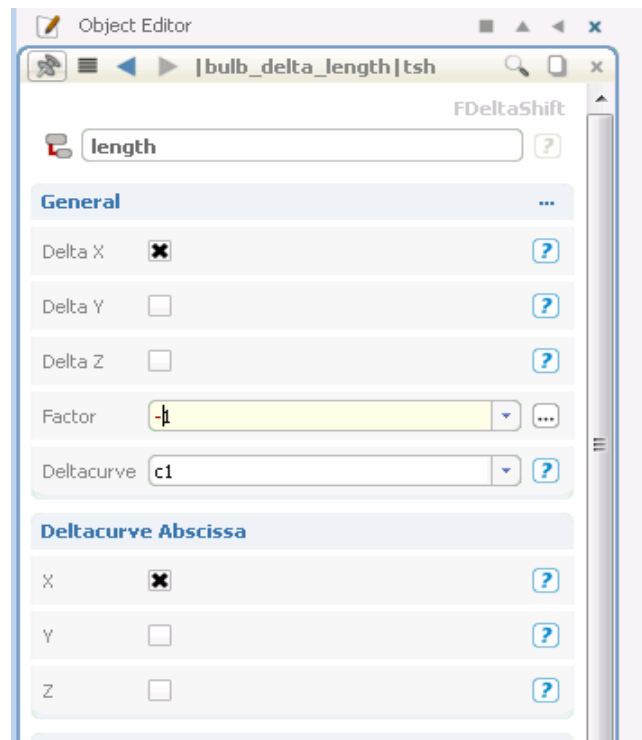 Object Editor
|bulb_delta_length|tsh
FDeltaShift
length
?
General
...
Delta X
?
Delta Y
?
Delta Z
?
Factor
-1
...
Deltacurve
c1
?
Deltacurve Abscissa
X
?
Y
?
Z
?